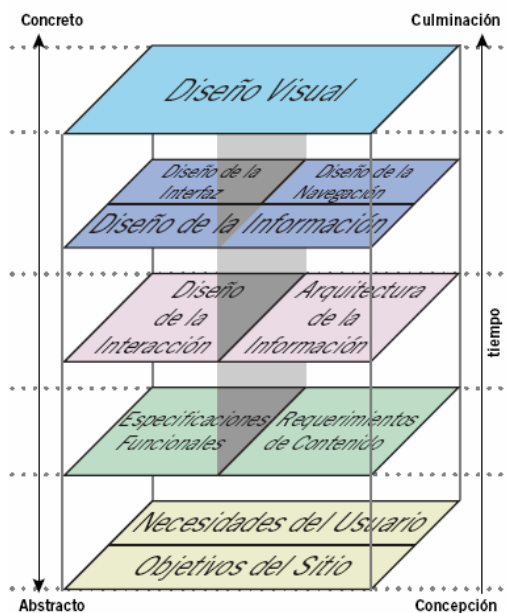 Concreto
Culminación
Diseño Visual
Diseño de la
Interfaz
Diseño de la
Navegación
Diseño de la Información
Diseño
de la
Interacción
Arquitectura
de la
Información
tiempo
Especificaciones
Funcionales
Requerimientos
de Contenido
Necesidades del Usuario
Objetivos del Sitio
Abstracto
Concepción